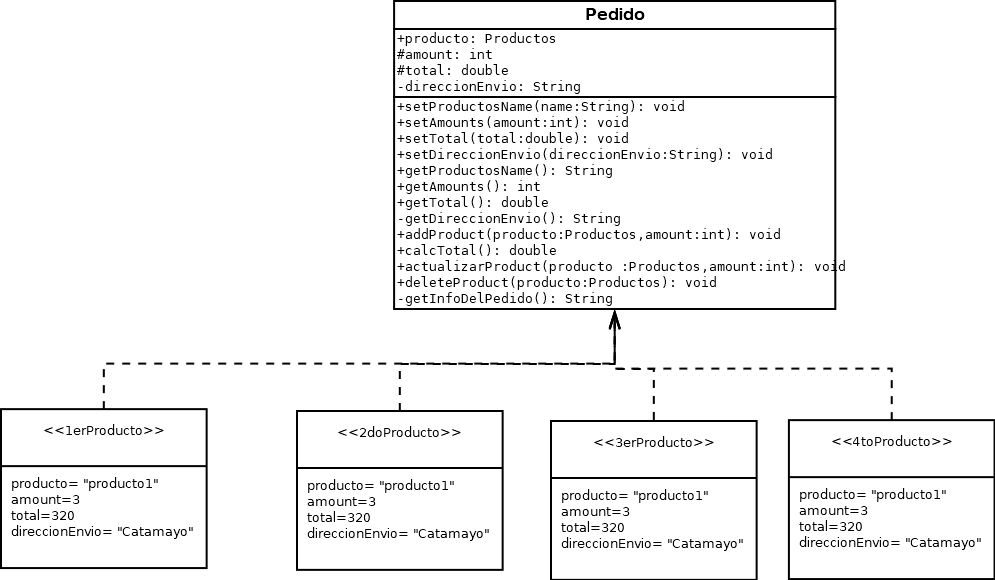 Pedido
+producto: Productos
#amount: int
#total: double
-direccionEnvio: String
+setProductosName(name:String): void
+setAmounts(amount:int): void
+setTotal(total:double): void
+setDireccionEnvio(direccionEnvio:String): void
+getProductosName(): String
+getAmounts(): int
+getTotal(): double
-getDireccionEnvio(): String
+addProduct(producto:Productos,amount:int): void
+calcTotal(): double
+actualizarProduct(producto :Productos,amount:int): void
+deleteProduct(producto:Productos): void
-getInfoDelPedido(): String
<<1erProducto>>
producto= "producto1"
amount=3
total=320
direccionEnvio= "Catamayo"
<<2doProducto>>
producto= "producto1"
amount=3
total=320
direccionEnvio= "Catamayo"
<<3erProducto>>
producto= "producto1"
amount=3
total=320
direccionEnvio= "Catamayo"
<<4toProducto>>
producto= "producto1"
amount=3
total=320
direccionEnvio= "Catamayo"